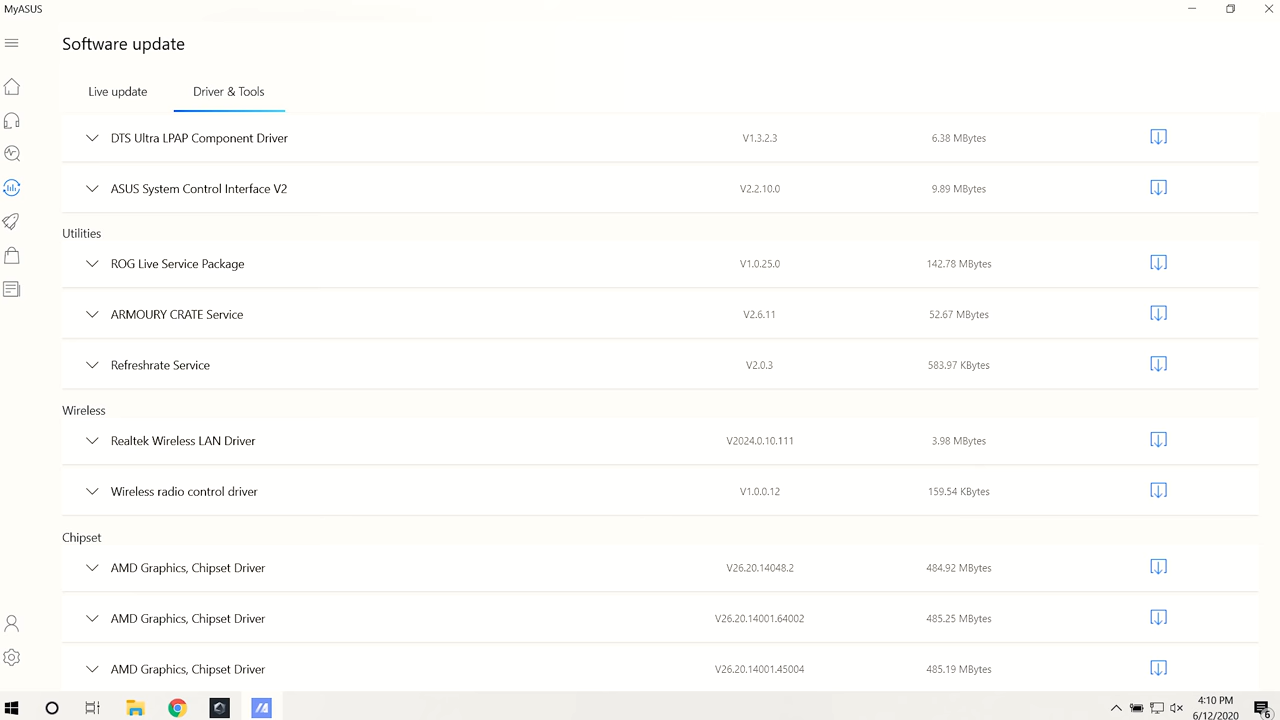 MyASUS
Software update
Live update Driver & Tools
DTS Ultra LPAP Component Driver V1.3.2.3 6.38 MBytes
ASUS System Control Interface V2 V2.2.10.0 9.89 MBytes
Utilities
ROG Live Service Package V1.0.25.0 142.78 MBytes
ARMOURY CRATE Service V2.6.11 52.67 MBytes
Refreshrate Service V2.0.3 583.97 KBytes
Wireless
Realtek Wireless LAN Driver V2024.0.10.111 3.98 MBytes
Wireless radio control driver V1.0.0.12 159.54 KBytes
Chipset
AMD Graphics, Chipset Driver V26.20.14048.2 484.92 MBytes
AMD Graphics, Chipset Driver V26.20.14001.64002 485.25 MBytes
AMD Graphics, Chipset Driver V26.20.14001.45004 485.19 MBytes
4:10 PM
6/12/2020
6